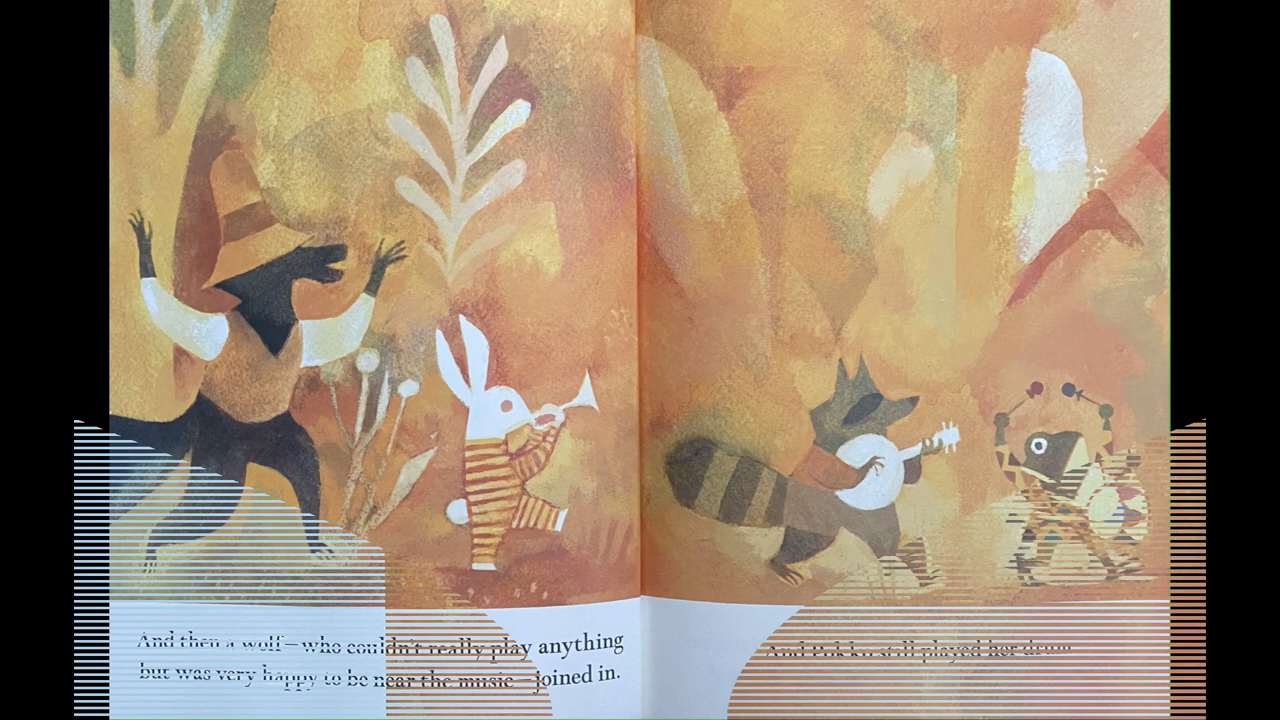 And then a wolf—who couldn't really play anything
but was very happy to be near the music—joined in.
And Pokko still played her drum.